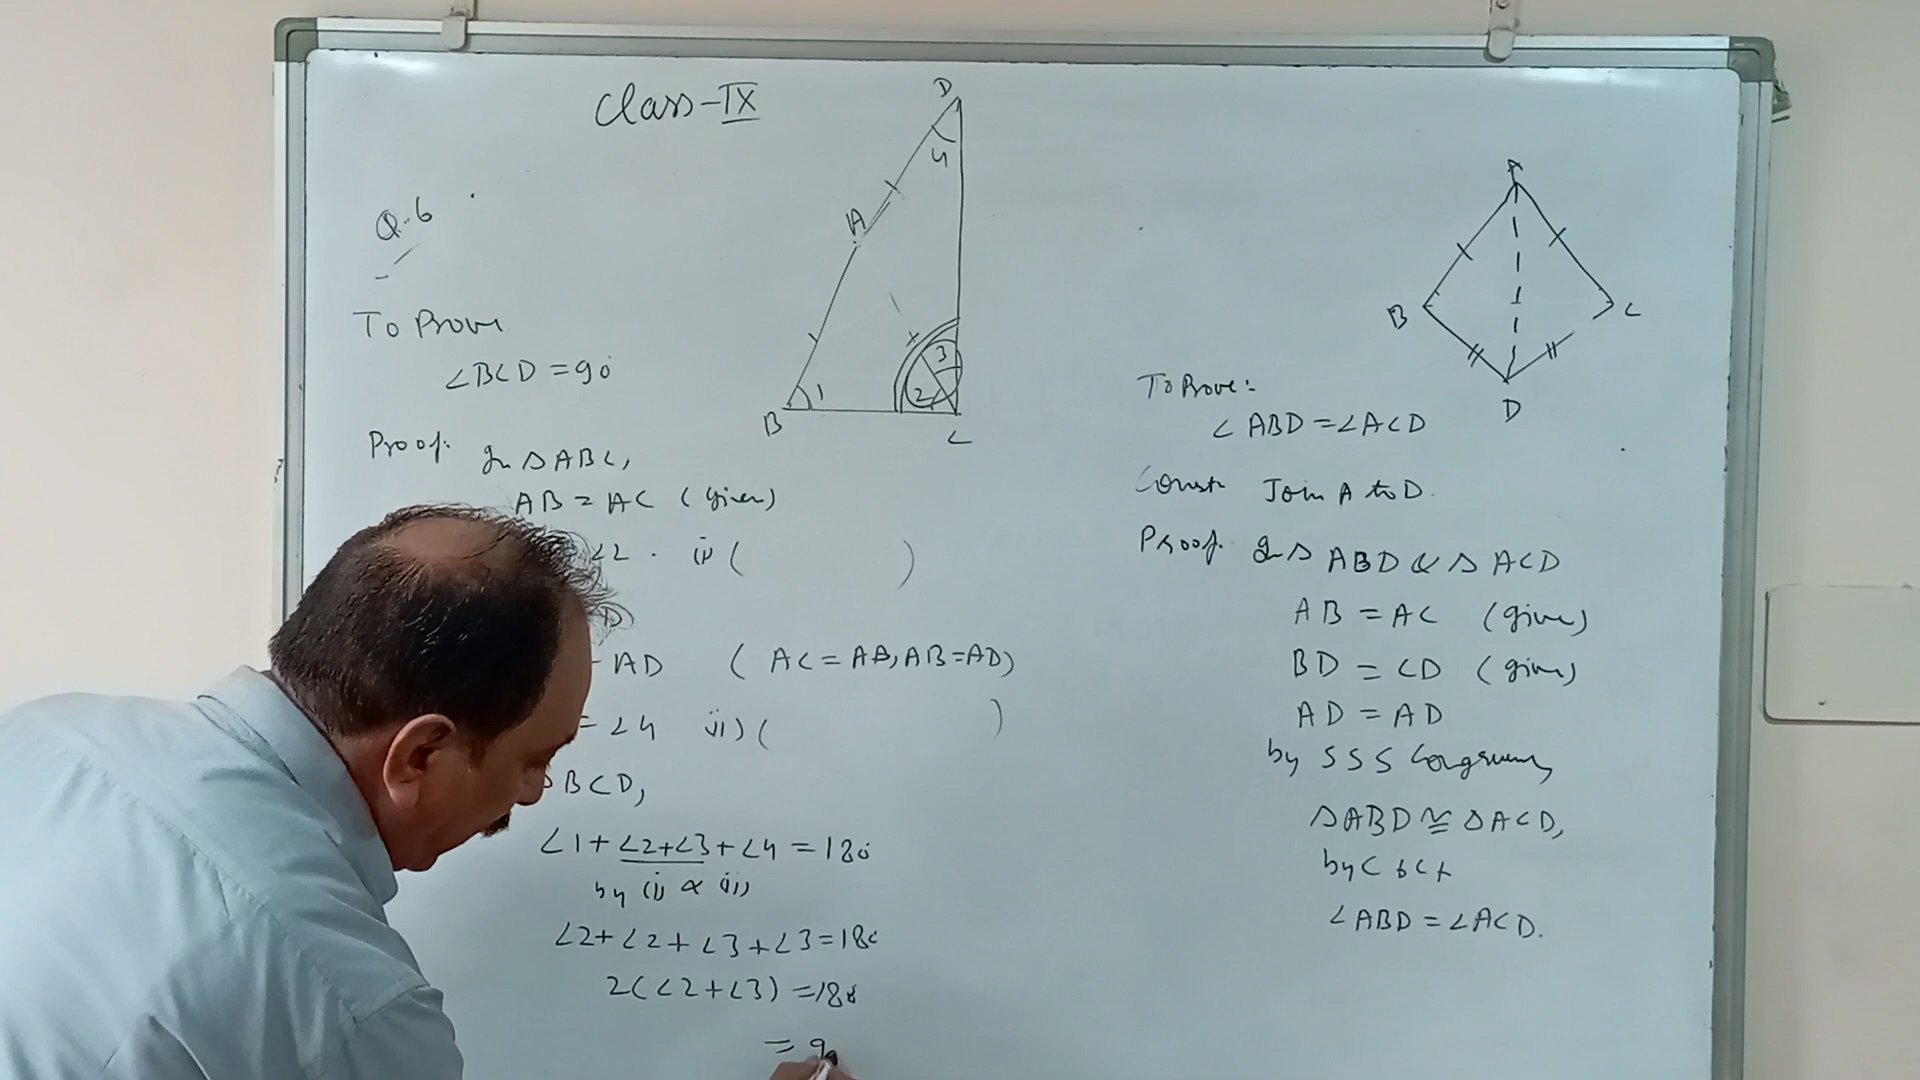 Class-IX
Q.6
To Prove
∠BCD = 90°
Proof. In △ABC,
AB = AC (given)
∠2 . i) ( )
D)
AD ( AC = AB, AB = AD)
= ∠4 ii) ( )
BCD,
∠1 + ∠2 + ∠3 + ∠4 = 180°
by (i) & (ii)
∠2 + ∠2 + ∠3 + ∠3 = 180
2(∠2 + ∠3) = 180
= 90
D
4
A
3
1
2
B
C
A
B
C
D
To Prove:
∠ABD = ∠ACD
Const Join A to D.
Proof. In △ ABD & △ ACD
AB = AC (given)
BD = CD (given)
AD = AD
by SSS Congruency
△ABD ≅ △ACD,
by C t
∠ABD = ∠ACD.